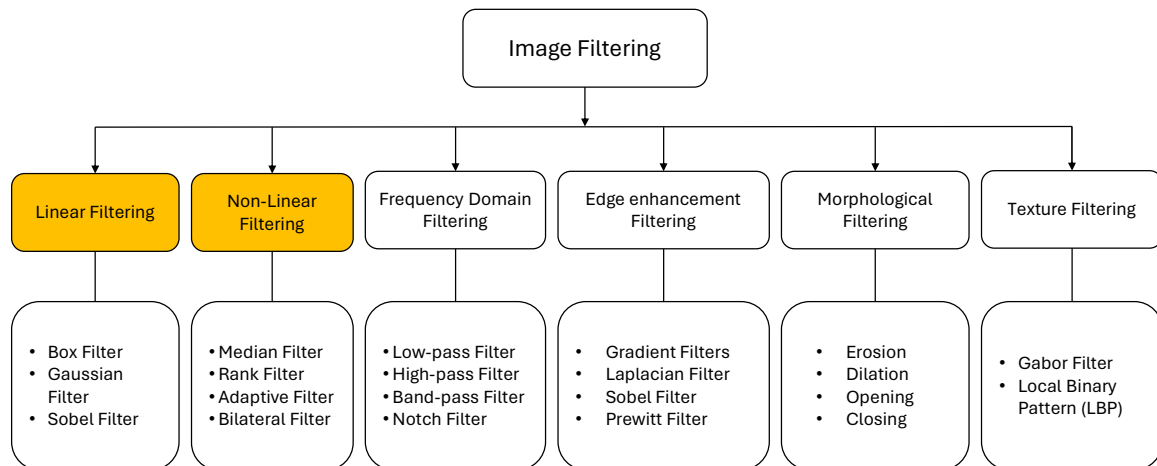 Image Filtering
Linear Filtering
Non-Linear
Filtering
Frequency Domain
Filtering
Edge enhancement
Filtering
Morphological
Filtering
Texture Filtering
• Box Filter
• Gaussian
Filter
• Sobel Filter
• Median Filter
• Rank Filter
• Adaptive Filter
• Bilateral Filter
• Low-pass Filter
• High-pass Filter
• Band-pass Filter
• Notch Filter
• Gradient Filters
• Laplacian Filter
• Sobel Filter
• Prewitt Filter
• Erosion
• Dilation
• Opening
• Closing
• Gabor Filter
• Local Binary
Pattern (LBP)